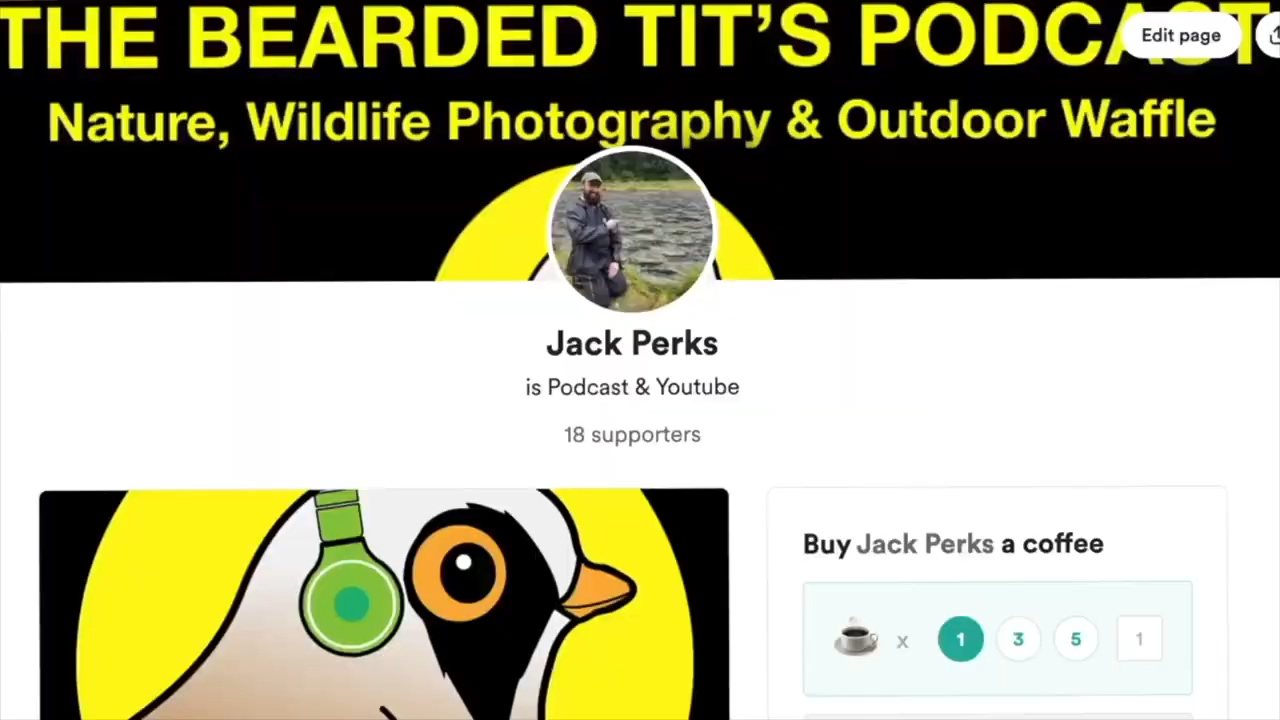 THE BEARDED TIT'S PODCAST
Edit page
Nature, Wildlife Photography & Outdoor Waffle
Jack Perks
is Podcast & Youtube
18 supporters
Buy Jack Perks a coffee
x 1 3 5 1